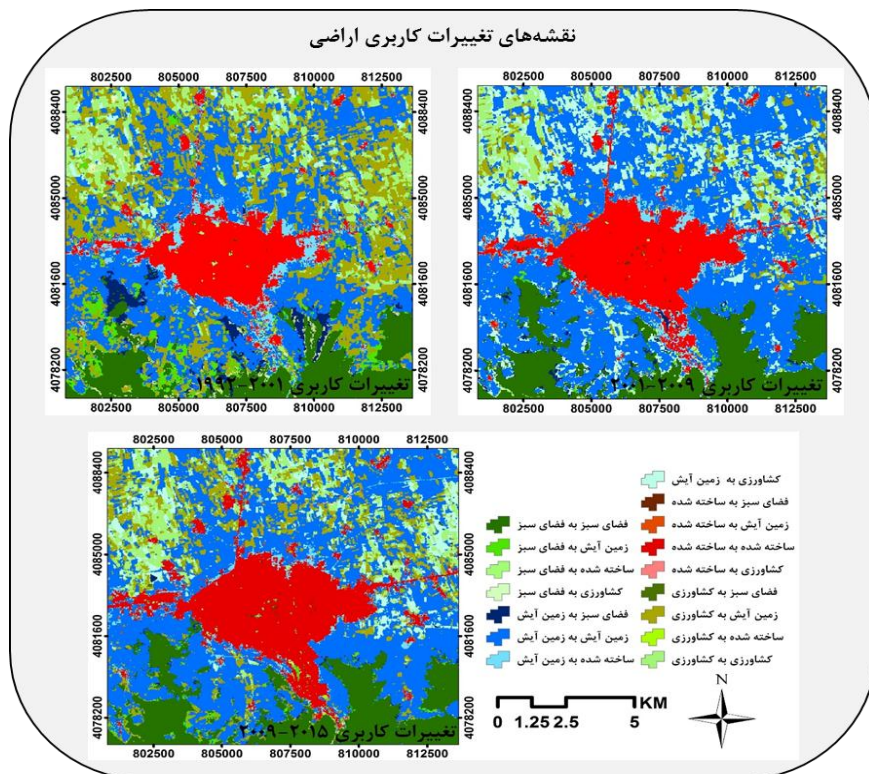 نقشه‌های تغییرات کاربری اراضی
802500 805000 807500 810000 812500
802500 805000 807500 810000 812500
4088400
4085000
4081600
4078200
4088400
4085000
4081600
4078200
4088400
4085000
4081600
4078200
4088400
4085000
4081600
4078200
تغییرات کاربری ۲۰۰۱-۱۹۹۲
تغییرات کاربری ۲۰۰۹-۲۰۰۱
802500 805000 807500 810000 812500
802500 805000 807500 810000 812500
802500 805000 807500 810000 812500
4088400
4085000
4081600
4078200
4088400
4085000
4081600
4078200
تغییرات کاربری ۲۰۱۵-۲۰۰۹
802500 805000 807500 810000 812500
کشاورزی به زمین آیش
فضای سبز به ساخته شده
زمین آیش به ساخته شده
ساخته شده به ساخته شده
کشاورزی به ساخته شده
فضای سبز به کشاورزی
زمین آیش به کشاورزی
ساخته شده به کشاورزی
کشاورزی به کشاورزی
فضای سبز به فضای سبز
زمین آیش به فضای سبز
ساخته شده به فضای سبز
کشاورزی به فضای سبز
فضای سبز به زمین آیش
زمین آیش به زمین آیش
ساخته شده به زمین آیش
KM
0 1.25 2.5 5
N